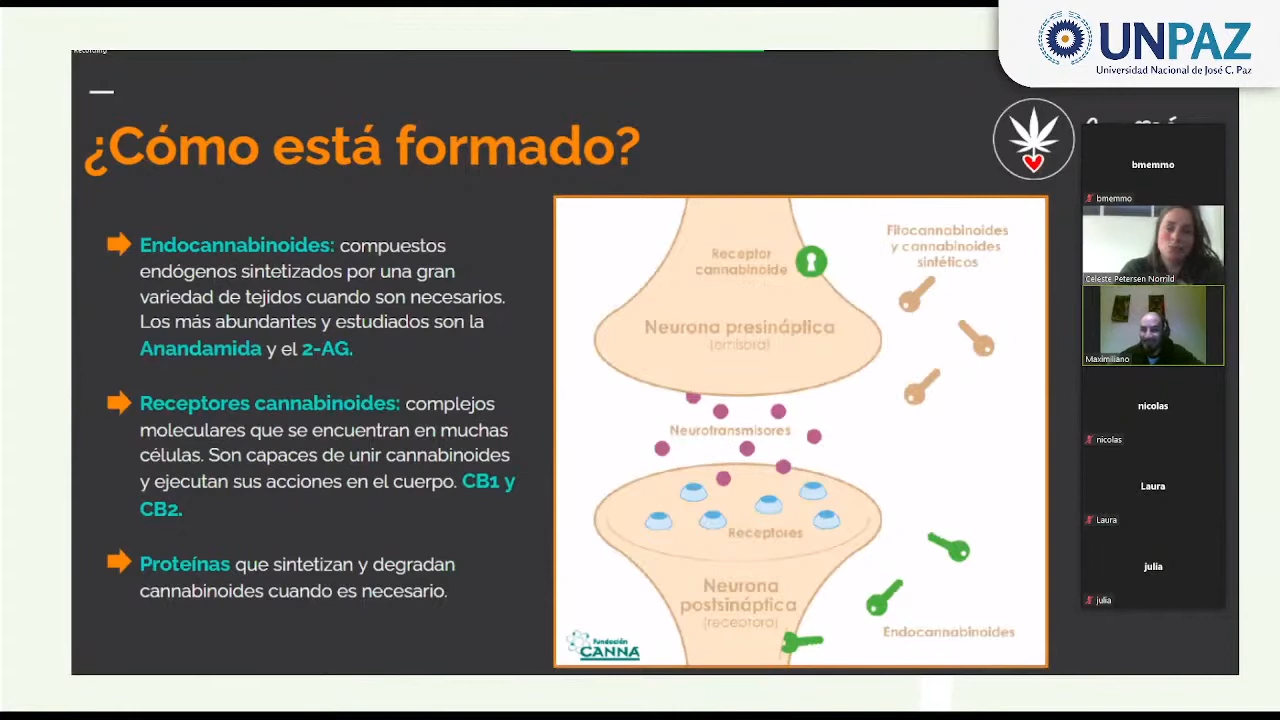 Recording
UNPAZ
Universidad Nacional de José C. Paz
¿Cómo está formado?
Endocannabinoides: compuestos
endógenos sintetizados por una gran
variedad de tejidos cuando son necesarios.
Los más abundantes y estudiados son la
Anandamida y el 2-AG.
Receptores cannabinoides: complejos
moleculares que se encuentran en muchas
células. Son capaces de unir cannabinoides
y ejecutan sus acciones en el cuerpo. CB1 y
CB2.
Proteínas que sintetizan y degradan
cannabinoides cuando es necesario.
Receptor
cannabinoide
Fitocannabinoides
y cannabinoides
sintéticos
Neurona presináptica
(emisora)
Neurotransmisores
Receptores
Neurona
postsináptica
(receptora)
Endocannabinoides
Fundación
CANNA
bmemmo
bmemmo
Celeste Petersen Norrild
Maximiliano
nicolas
nicolas
Laura
Laura
julia
julia